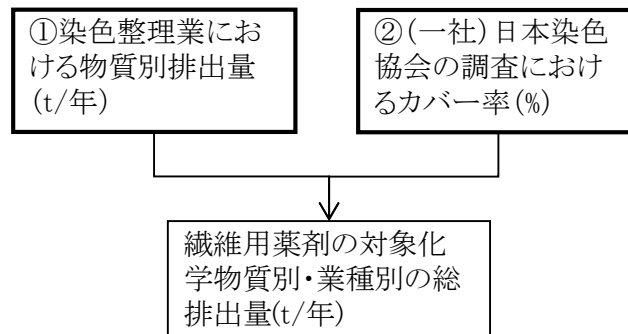 ①染色整理業にお
ける物質別排出量
(t/年)
②(一社)日本染色
協会の調査におけ
るカバー率(%)
繊維用薬剤の対象化
学物質別・業種別の総
排出量(t/年)